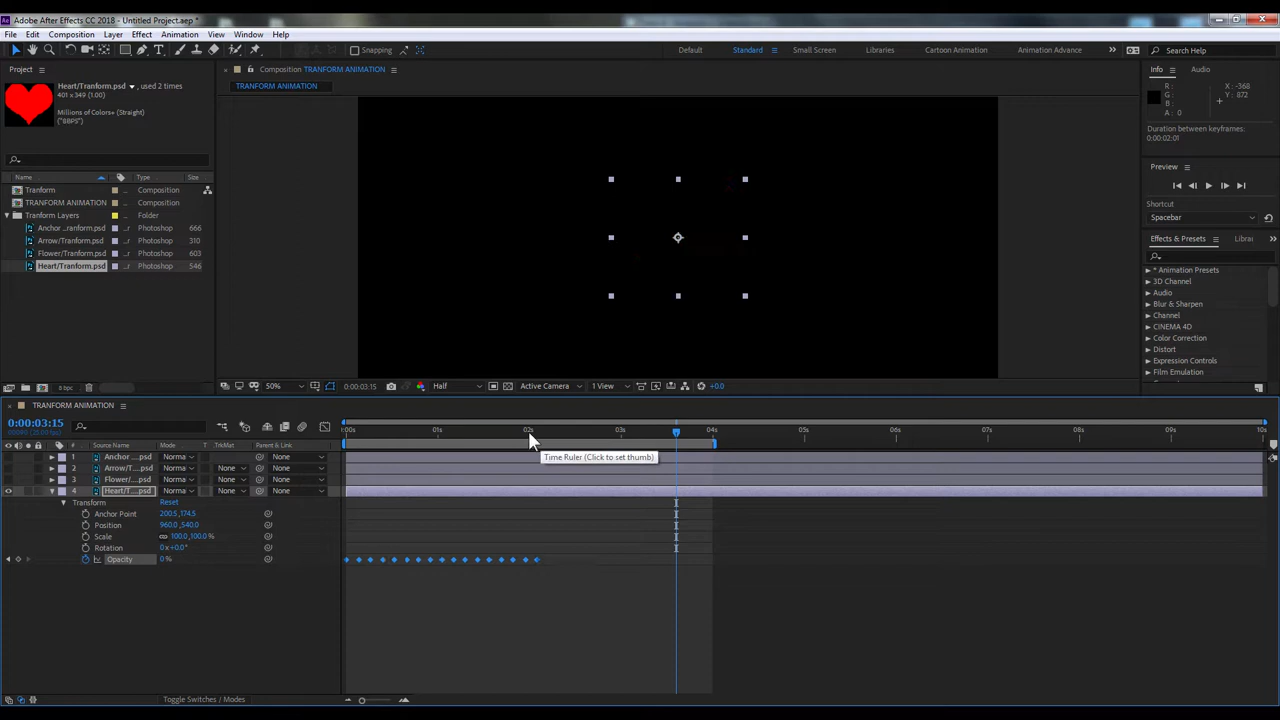 Adobe After Effects CC 2018 - Untitled Project.aep *
File Edit Composition Layer Effect Animation View Window Help
Snapping
Default Standard Small Screen Libraries Cartoon Animation Animation Advance Search Help
Project
Heart/Tranform.psd , used 2 times
401 x 349 (1.00)
Millions of Colors+ (Straight)
("8BPS")
Name Type Size
Tranform Composition
TRANFORM ANIMATION Composition
Tranform Layers Folder
Anchor ..ranform.psd Photoshop 666
Arrow/Tranform.psd Photoshop 310
Flower/Tranform.psd Photoshop 603
Heart/Tranform.psd Photoshop 546
8 bpc
Composition TRANFORM ANIMATION
TRANFORM ANIMATION
50% 0:00:03:15 Half Active Camera 1 View +0.0
Info Audio
R :
G :
B :
A : 0
X : -368
Y : 872
Duration between keyframes:
0:00:02:01
Preview
Shortcut
Spacebar
Effects & Presets Librai
* Animation Presets
3D Channel
Audio
Blur & Sharpen
Channel
CINEMA 4D
Color Correction
Distort
Expression Controls
Film Emulation
TRANFORM ANIMATION
0:00:03:15
:00s 01s 02s 03s 04s 05s 06s 07s 08s 09s 10s
# Source Name Mode T TrkMat Parent & Link
1 Anchor ....psd Norma None
2 Arrow/T....psd Norma None None
3 Flower/....psd Norma None None
4 Heart/T....psd Norma None None
Transform Reset
Anchor Point 200.5,174.5
Position 960.0,540.0
Scale 100.0,100.0 %
Rotation 0 x+0.0°
Opacity 0 %
Time Ruler (Click to set thumb)
Toggle Switches / Modes